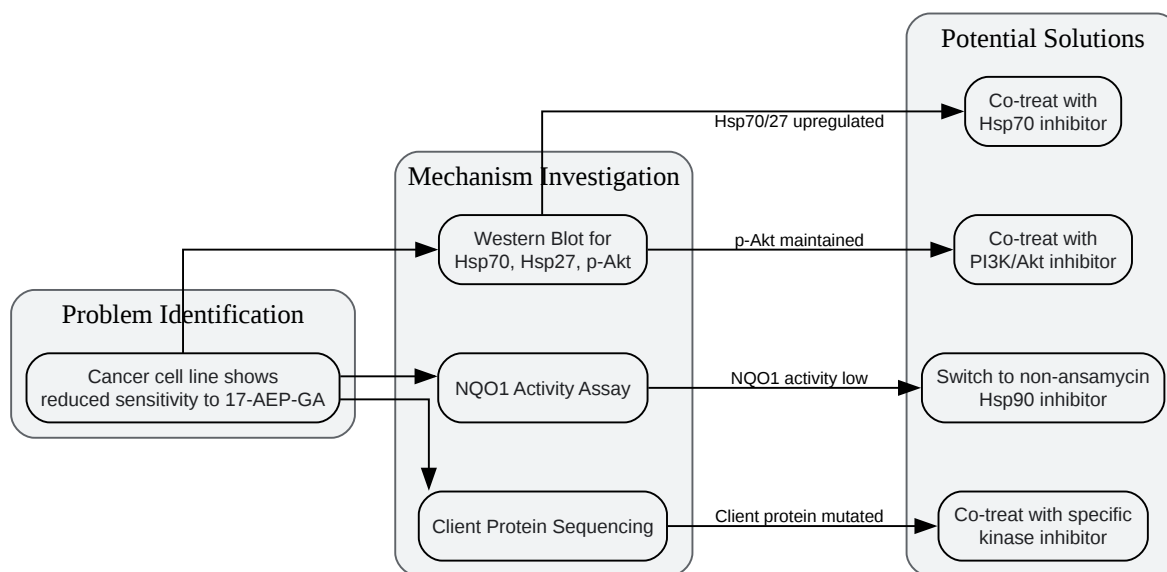 Problem Identification
Cancer cell line shows
reduced sensitivity to 17-AEP-GA
Mechanism Investigation
Western Blot for
Hsp70, Hsp27, p-Akt
NQO1 Activity Assay
Client Protein Sequencing
Hsp70/27 upregulated
p-Akt maintained
NQO1 activity low
Client protein mutated
Potential Solutions
Co-treat with
Hsp70 inhibitor
Co-treat with
PI3K/Akt inhibitor
Switch to non-ansamycin
Hsp90 inhibitor
Co-treat with specific
kinase inhibitor